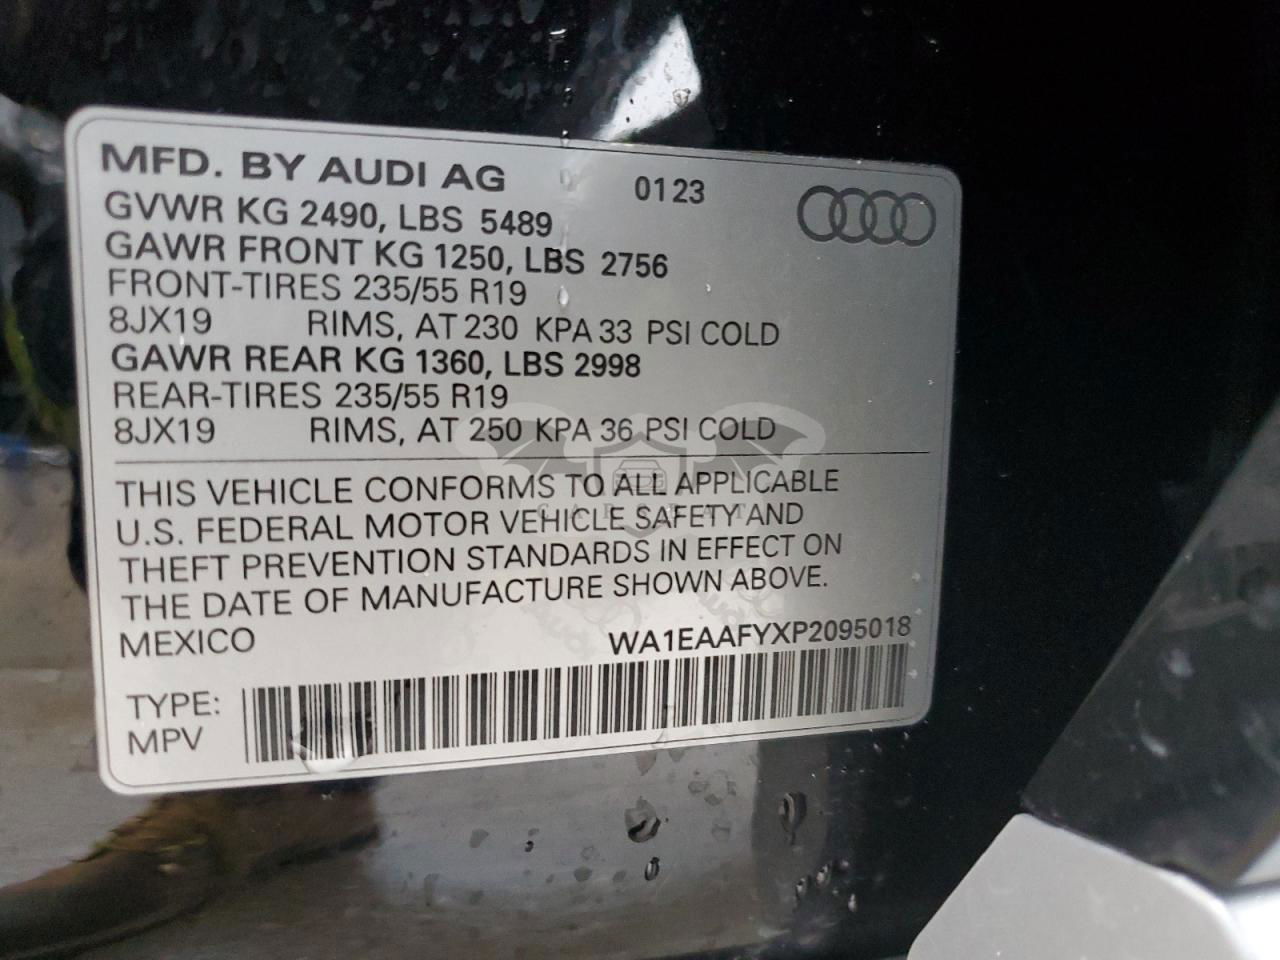 MFD. BY AUDI AG 0123
GVWR KG 2490, LBS 5489
GAWR FRONT KG 1250, LBS 2756
FRONT-TIRES 235/55 R19
8JX19 RIMS, AT 230 KPA 33 PSI COLD
GAWR REAR KG 1360, LBS 2998
REAR-TIRES 235/55 R19
8JX19 RIMS, AT 250 KPA 36 PSI COLD
THIS VEHICLE CONFORMS TO ALL APPLICABLE
U.S. FEDERAL MOTOR VEHICLE SAFETY AND
THEFT PREVENTION STANDARDS IN EFFECT ON
THE DATE OF MANUFACTURE SHOWN ABOVE.
MEXICO WA1EAAFYXP2095018
TYPE:
MPV